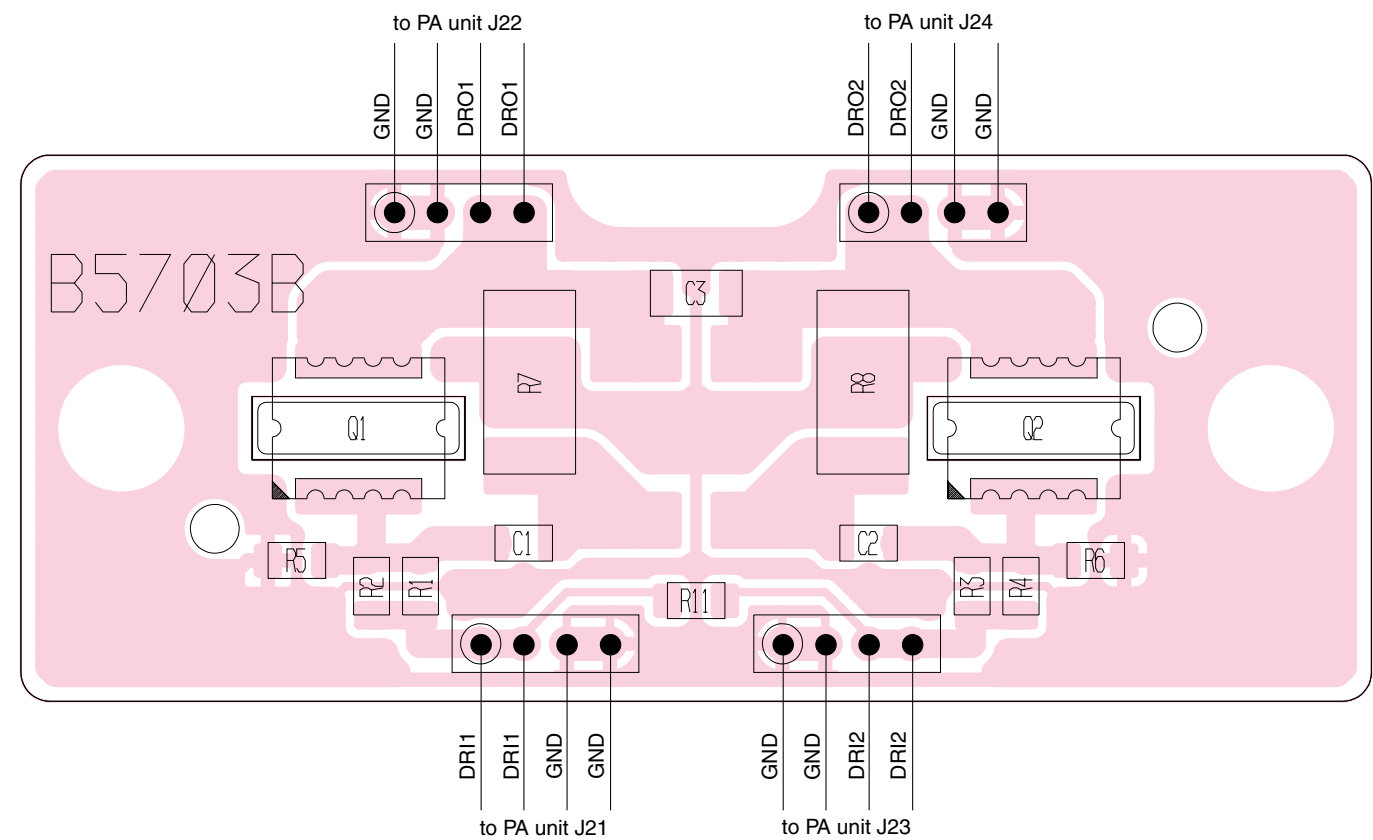 to PA unit J22
to PA unit J24
GND
GND
DRO1
DRO1
DRO2
DRO2
GND
GND
B57Ø3B
C3
R7
R8
Q1
Q2
C1
C2
R5
R2
R1
R11
R3
R4
R6
DRI1
DRI1
GND
GND
GND
GND
DRI2
DRI2
to PA unit J21
to PA unit J23